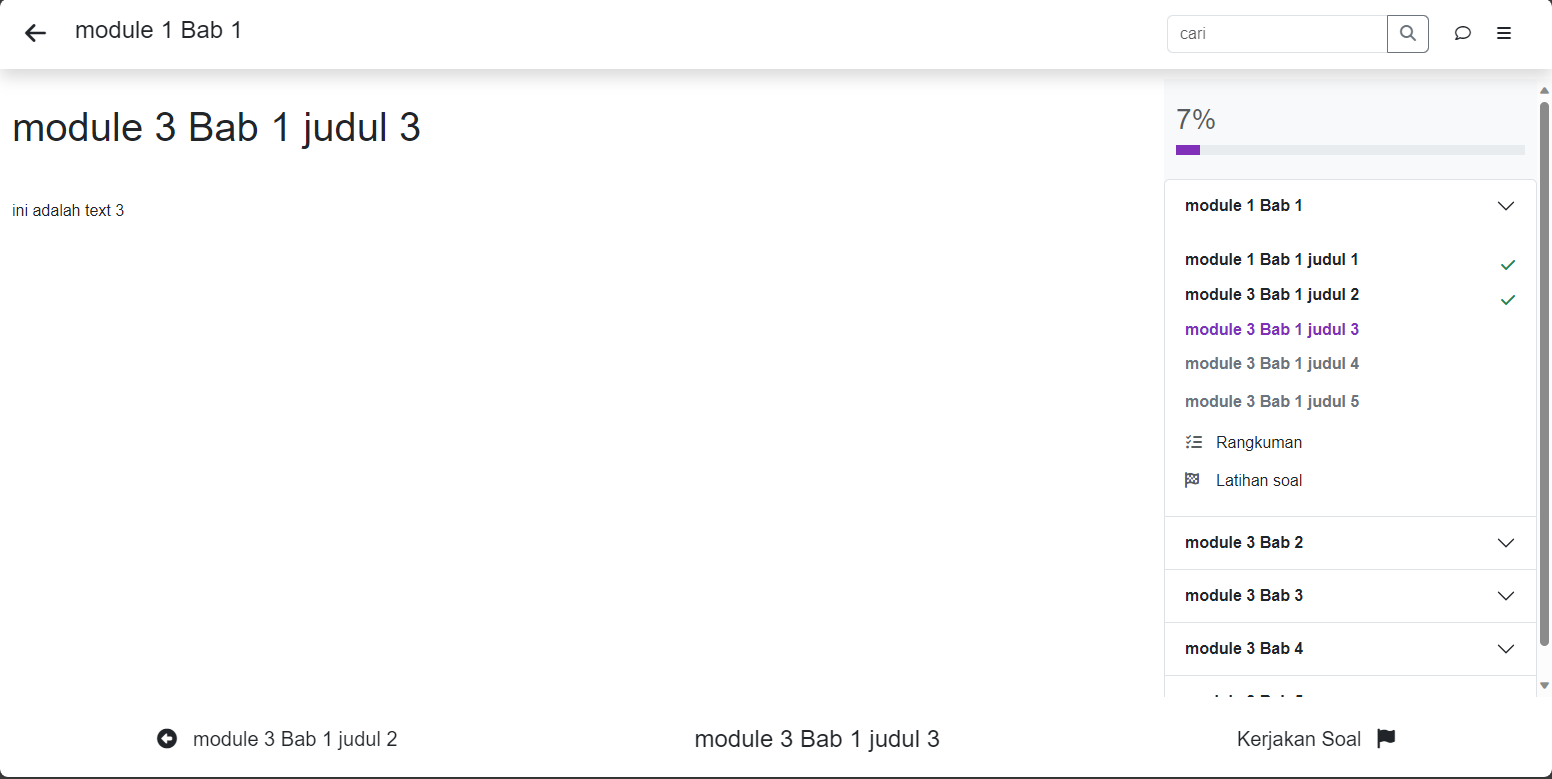 module 1 Bab 1
cari
module 3 Bab 1 judul 3
ini adalah text 3
7%
module 1 Bab 1
module 1 Bab 1 judul 1
module 3 Bab 1 judul 2
module 3 Bab 1 judul 3
module 3 Bab 1 judul 4
module 3 Bab 1 judul 5
Rangkuman
Latihan soal
module 3 Bab 2
module 3 Bab 3
module 3 Bab 4
module 3 Bab 1 judul 2
module 3 Bab 1 judul 3
Kerjakan Soal